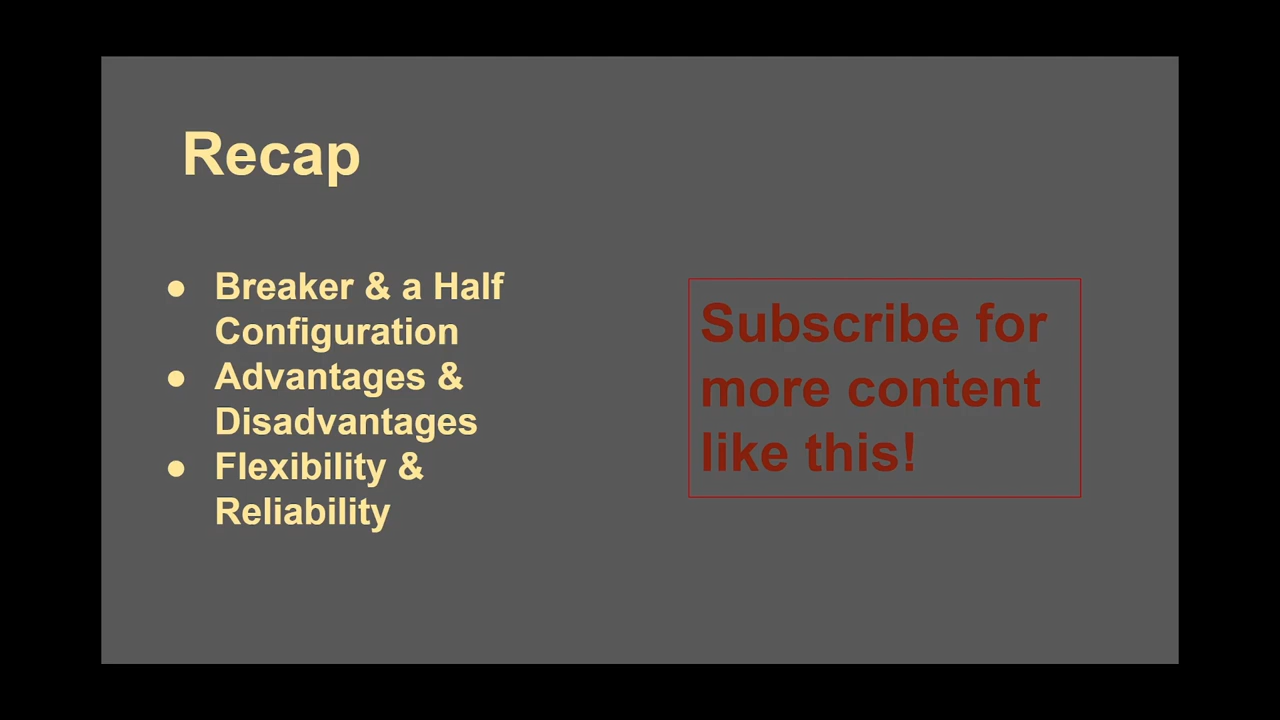 Recap
● Breaker & a Half
Configuration
● Advantages &
Disadvantages
● Flexibility &
Reliability
Subscribe for
more content
like this!